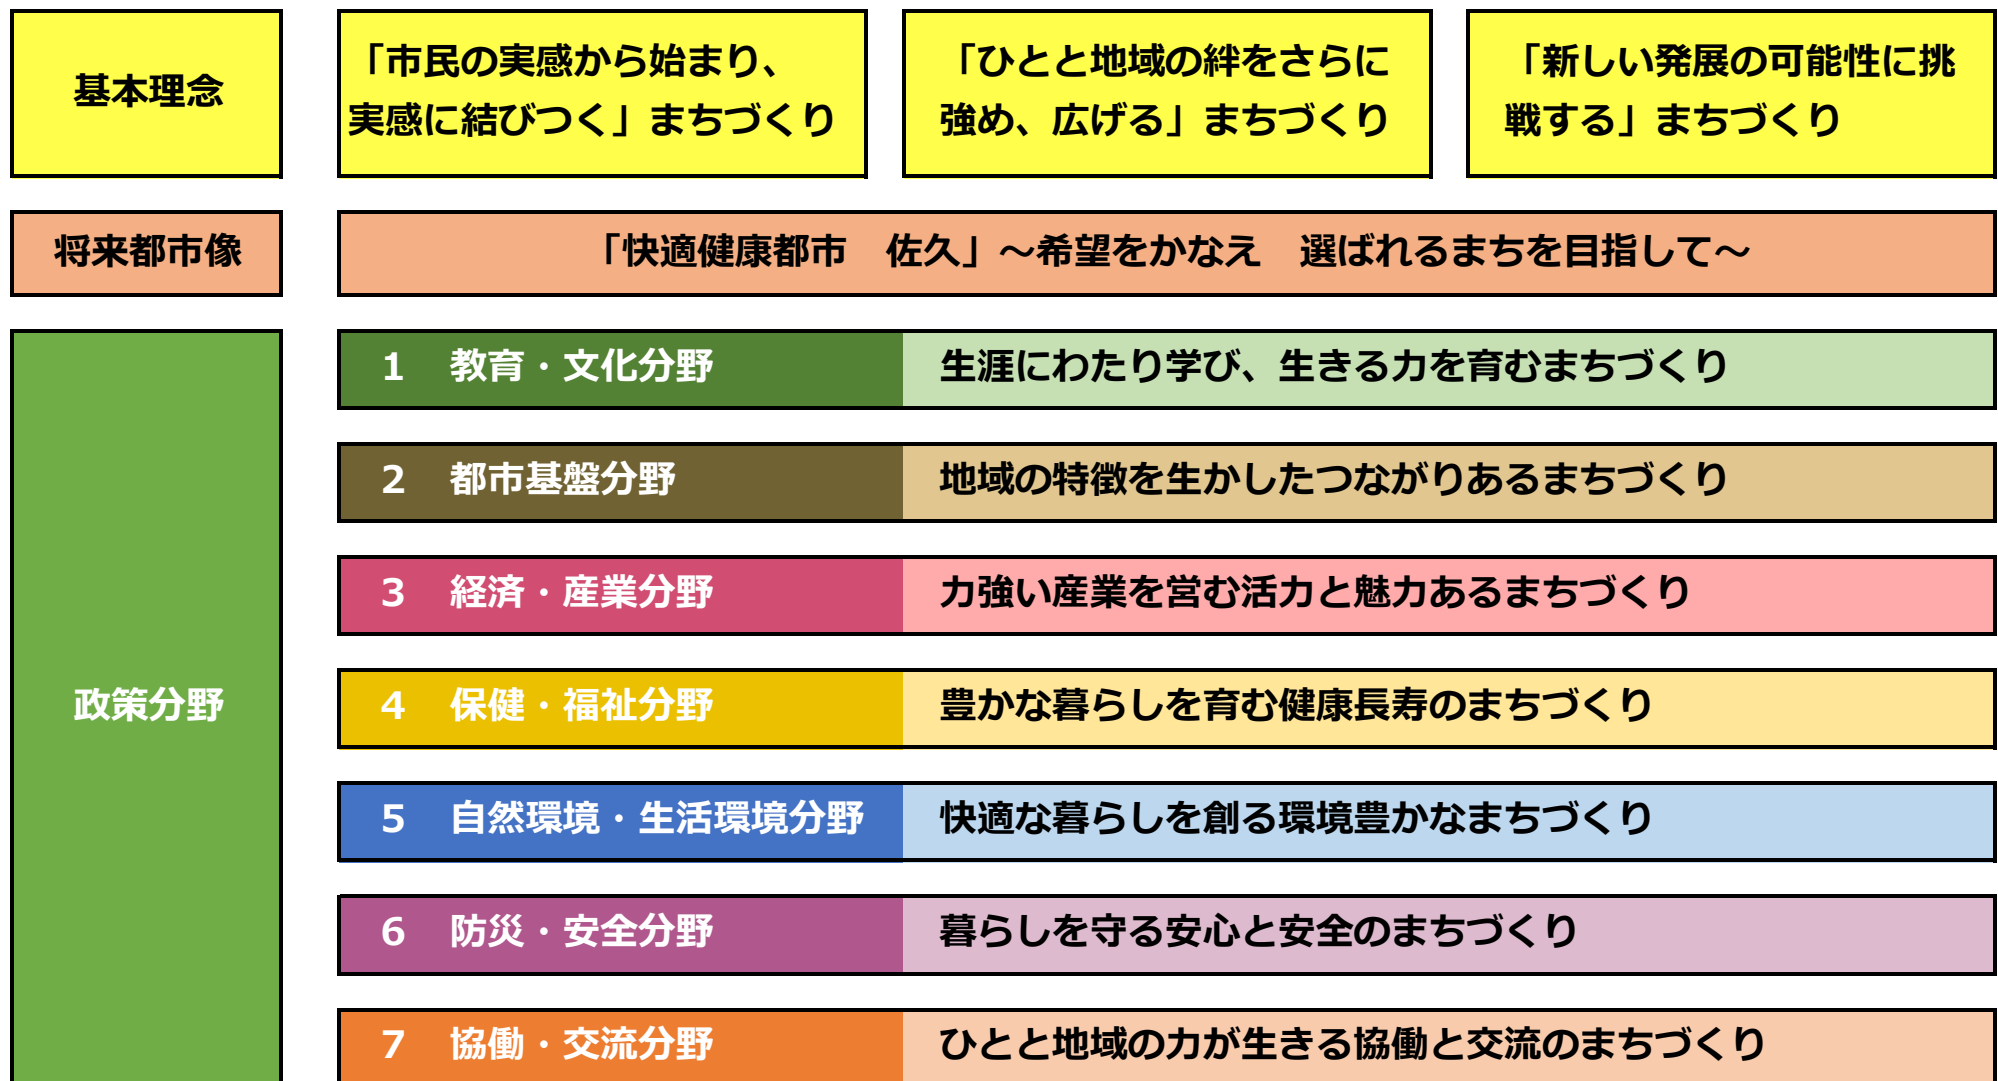 基本理念
「市民の実感から始まり、
実感に結びつく」まちづくり
「ひとと地域の絆をさらに
強め、広げる」まちづくり
「新しい発展の可能性に挑
戦する」まちづくり
将来都市像
「快適健康都市　佐久」～希望をかなえ　選ばれるまちを目指して～
政策分野
1　教育・文化分野　生涯にわたり学び、生きる力を育むまちづくり
2　都市基盤分野　地域の特徴を生かしたつながりあるまちづくり
3　経済・産業分野　力強い産業を営む活力と魅力あるまちづくり
4　保健・福祉分野　豊かな暮らしを育む健康長寿のまちづくり
5　自然環境・生活環境分野　快適な暮らしを創る環境豊かなまちづくり
6　防災・安全分野　暮らしを守る安心と安全のまちづくり
7　協働・交流分野　ひとと地域の力が生きる協働と交流のまちづくり